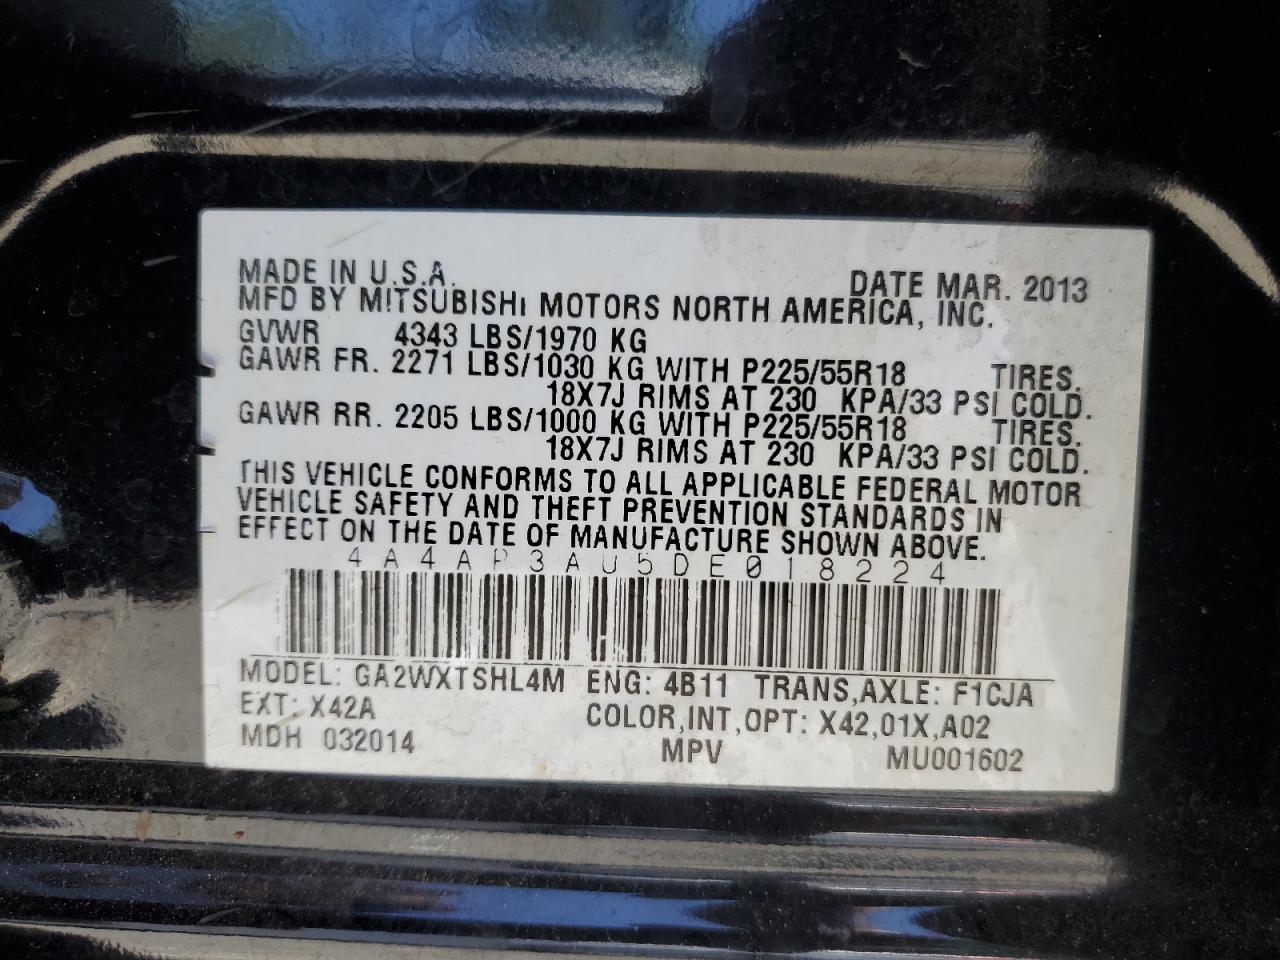 MADE IN U.S.A. DATE MAR. 2013
MFD BY MITSUBISHI MOTORS NORTH AMERICA, INC.
GVWR 4343 LBS/1970 KG
GAWR FR. 2271 LBS/1030 KG WITH P225/55R18 TIRES.
18X7J RIMS AT 230 KPA/33 PSI COLD.
GAWR RR. 2205 LBS/1000 KG WITH P225/55R18 TIRES.
18X7J RIMS AT 230 KPA/33 PSI COLD.
THIS VEHICLE CONFORMS TO ALL APPLICABLE FEDERAL MOTOR
VEHICLE SAFETY AND THEFT PREVENTION STANDARDS IN
EFFECT ON THE DATE OF MANUFACTURE SHOWN ABOVE.
4A4AP3AU5DE018224
MODEL: GA2WXTSHL4M ENG: 4B11 TRANS,AXLE: F1CJA
EXT: X42A COLOR,INT,OPT: X42,01X,A02
MDH 032014 MPV MU001602